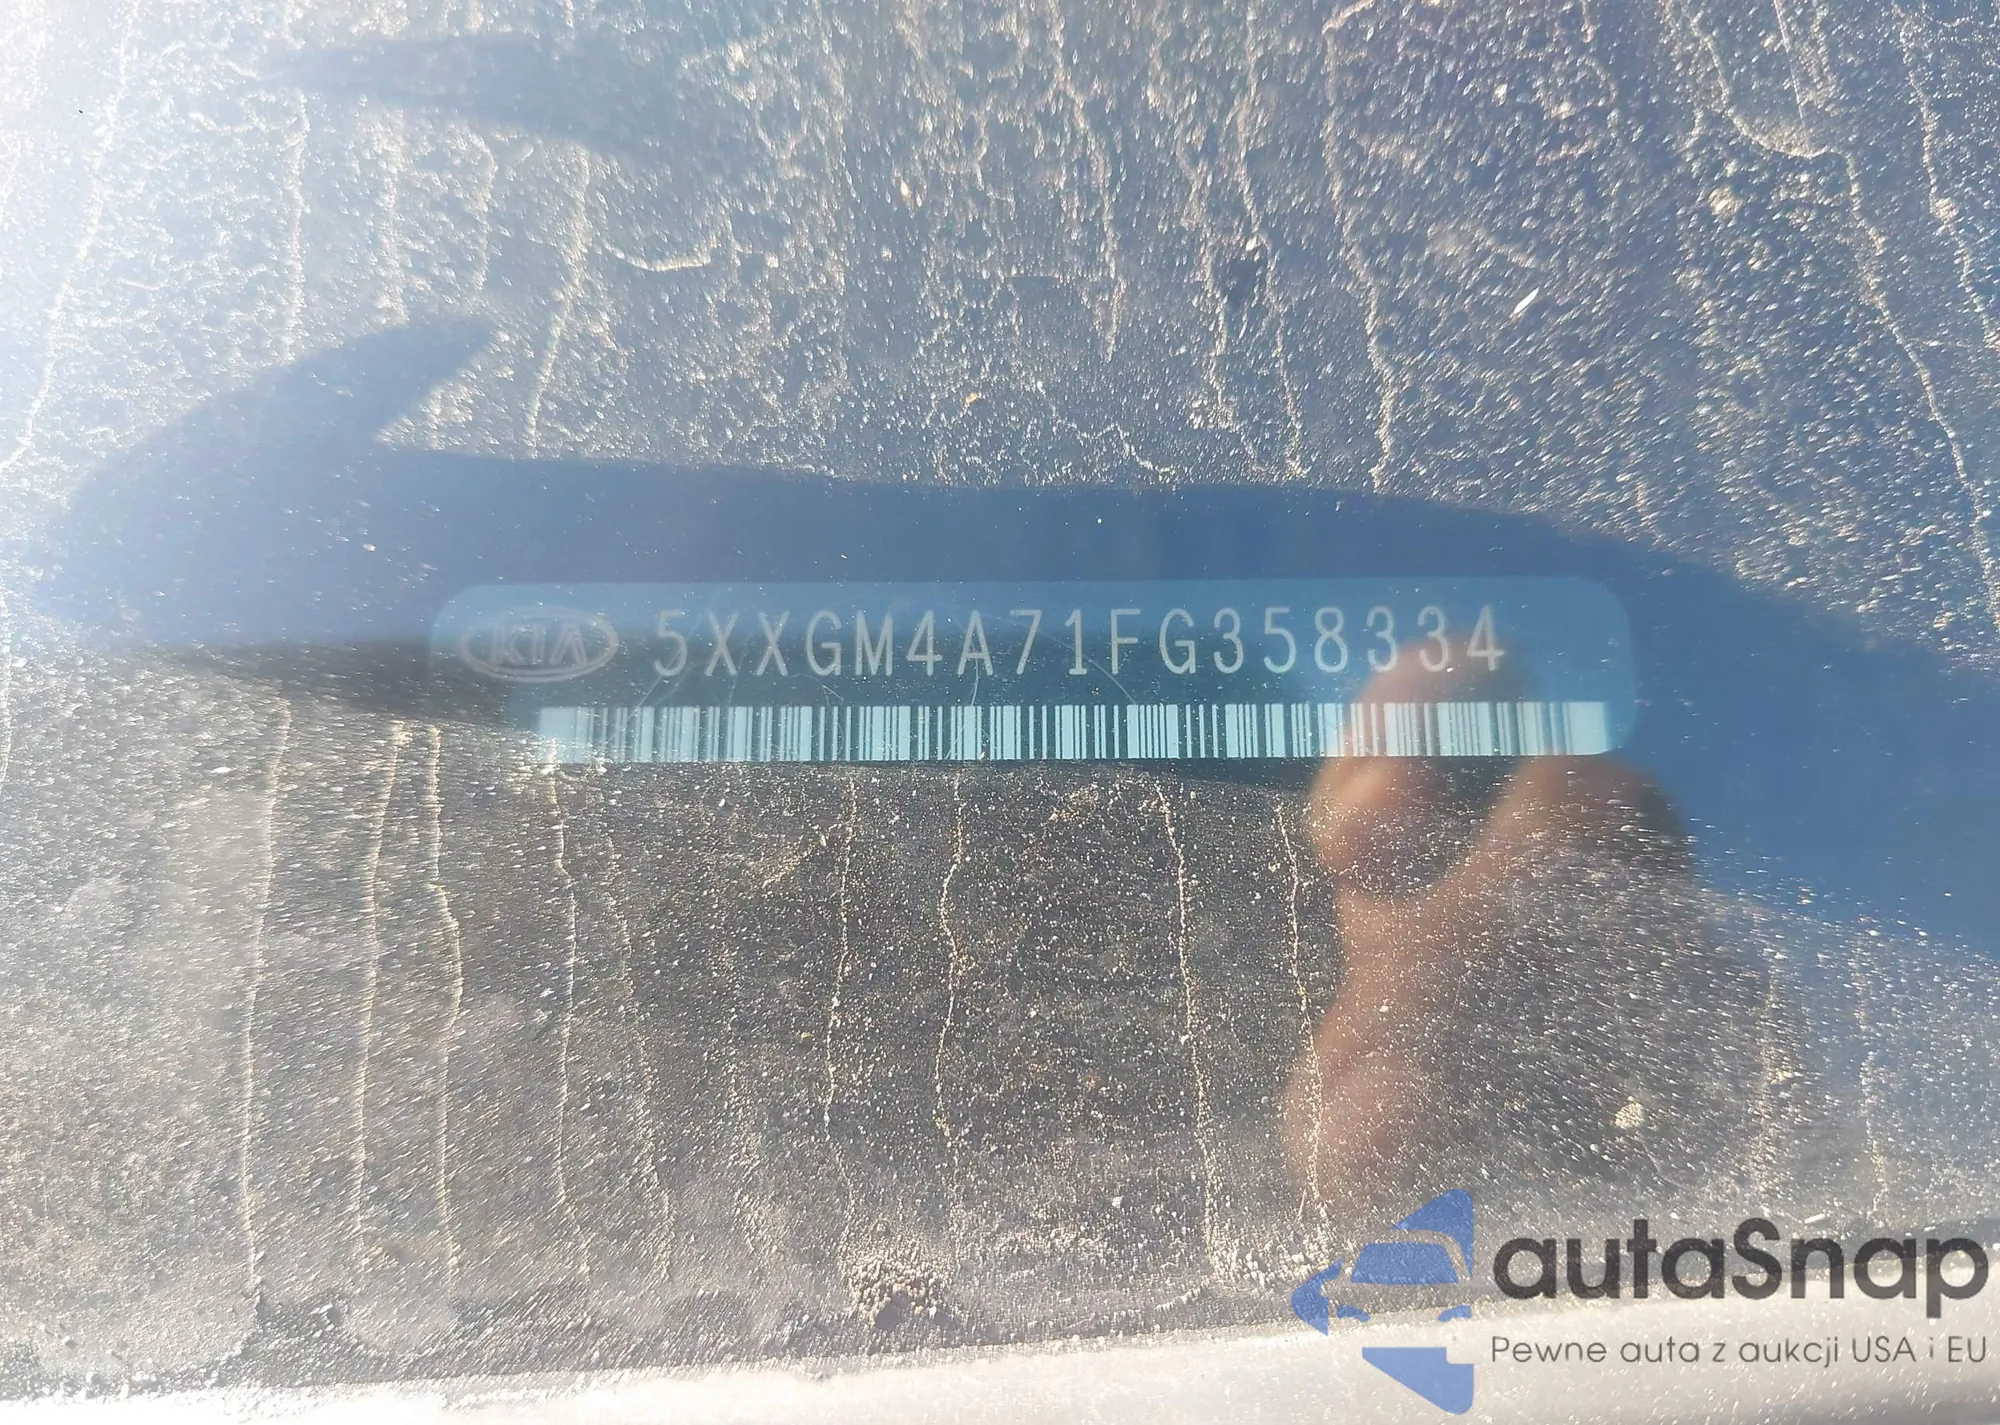 KIA 5XXGM4A71FG358334
autaSnap
Pewne auta z aukcji USA i EU